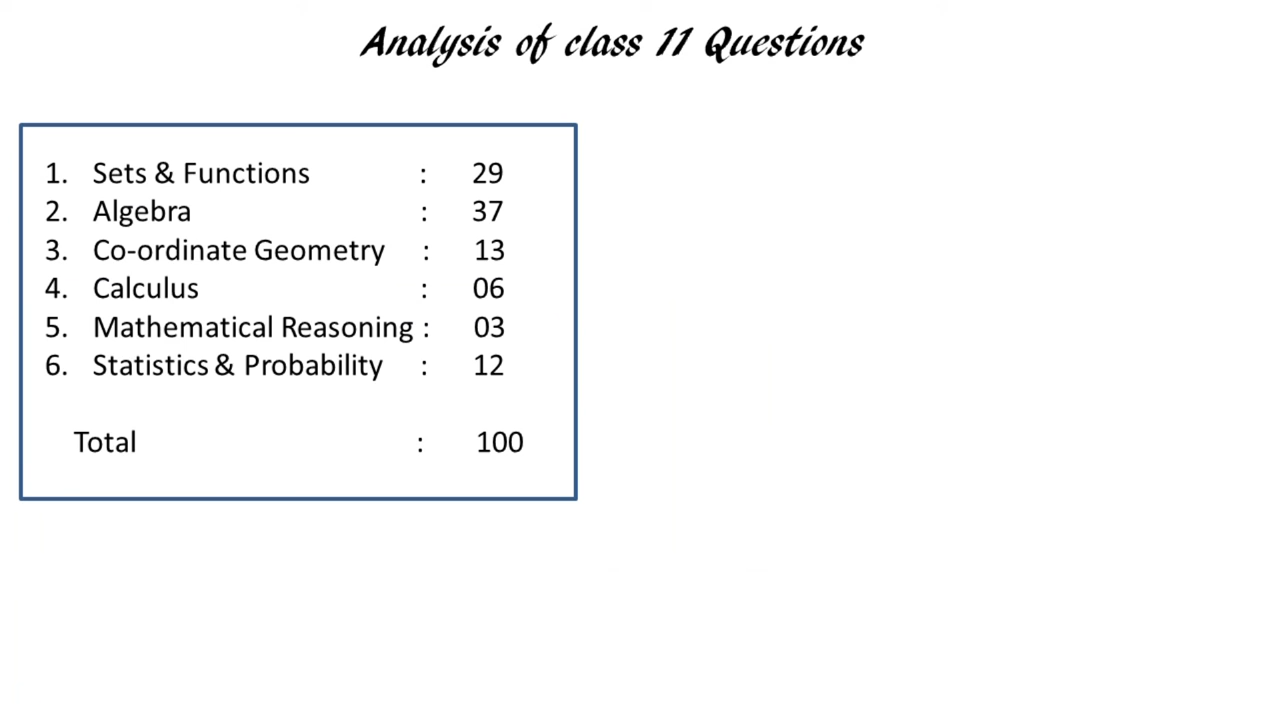 Analysis of class 11 Questions
1. Sets & Functions : 29
2. Algebra : 37
3. Co-ordinate Geometry : 13
4. Calculus : 06
5. Mathematical Reasoning : 03
6. Statistics & Probability : 12
Total : 100